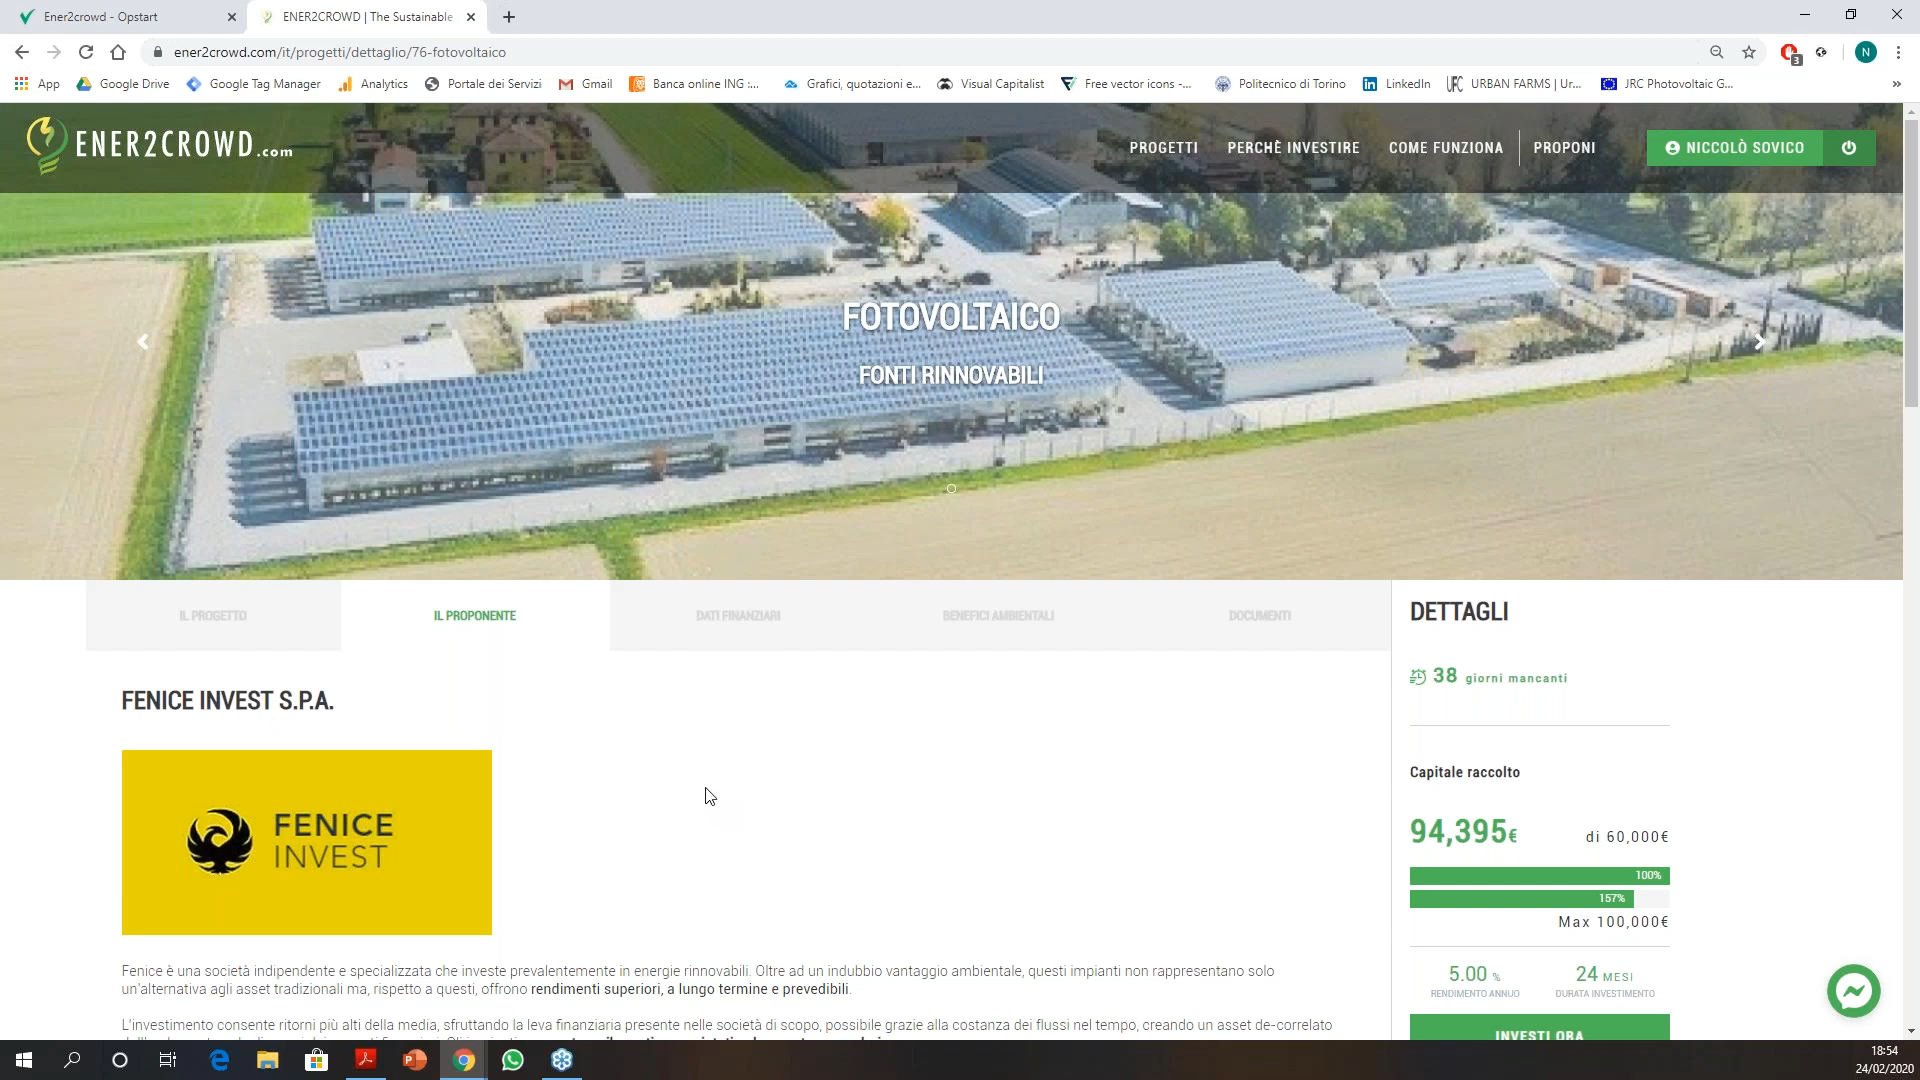 Ener2crowd - Opstart
ENER2CROWD | The Sustainable
ener2crowd.com/it/progetti/dettaglio/76-fotovoltaico
3
N
App
Google Drive
Google Tag Manager
Analytics
Portale dei Servizi
Gmail
Banca online ING :...
Grafici, quotazioni e...
Visual Capitalist
Free vector icons -...
Politecnico di Torino
LinkedIn
URBAN FARMS | Ur...
JRC Photovoltaic G...
»
ENER2CROWD.com
PROGETTI
PERCHÈ INVESTIRE
COME FUNZIONA
PROPONI
NICCOLÒ SOVICO
FOTOVOLTAICO
FONTI RINNOVABILI
IL PROGETTO
IL PROPONENTE
DATI FINANZIARI
BENEFICI AMBIENTALI
DOCUMENTI
FENICE INVEST S.P.A.
FENICE
INVEST
Fenice è una società indipendente e specializzata che investe prevalentemente in energie rinnovabili. Oltre ad un indubbio vantaggio ambientale, questi impianti non rappresentano solo
un'alternativa agli asset tradizionali ma, rispetto a questi, offrono rendimenti superiori, a lungo termine e prevedibili.
L'investimento consente ritorni più alti della media, sfruttando la leva finanziaria presente nelle società di scopo, possibile grazie alla costanza dei flussi nel tempo, creando un asset de-correlato
DETTAGLI
38 giorni mancanti
Capitale raccolto
94,395€
di 60,000€
100%
157%
Max 100,000€
5.00 %
RENDIMENTO ANNUO
24 MESI
DURATA INVESTIMENTO
INVESTI ORA
18:54
24/02/2020